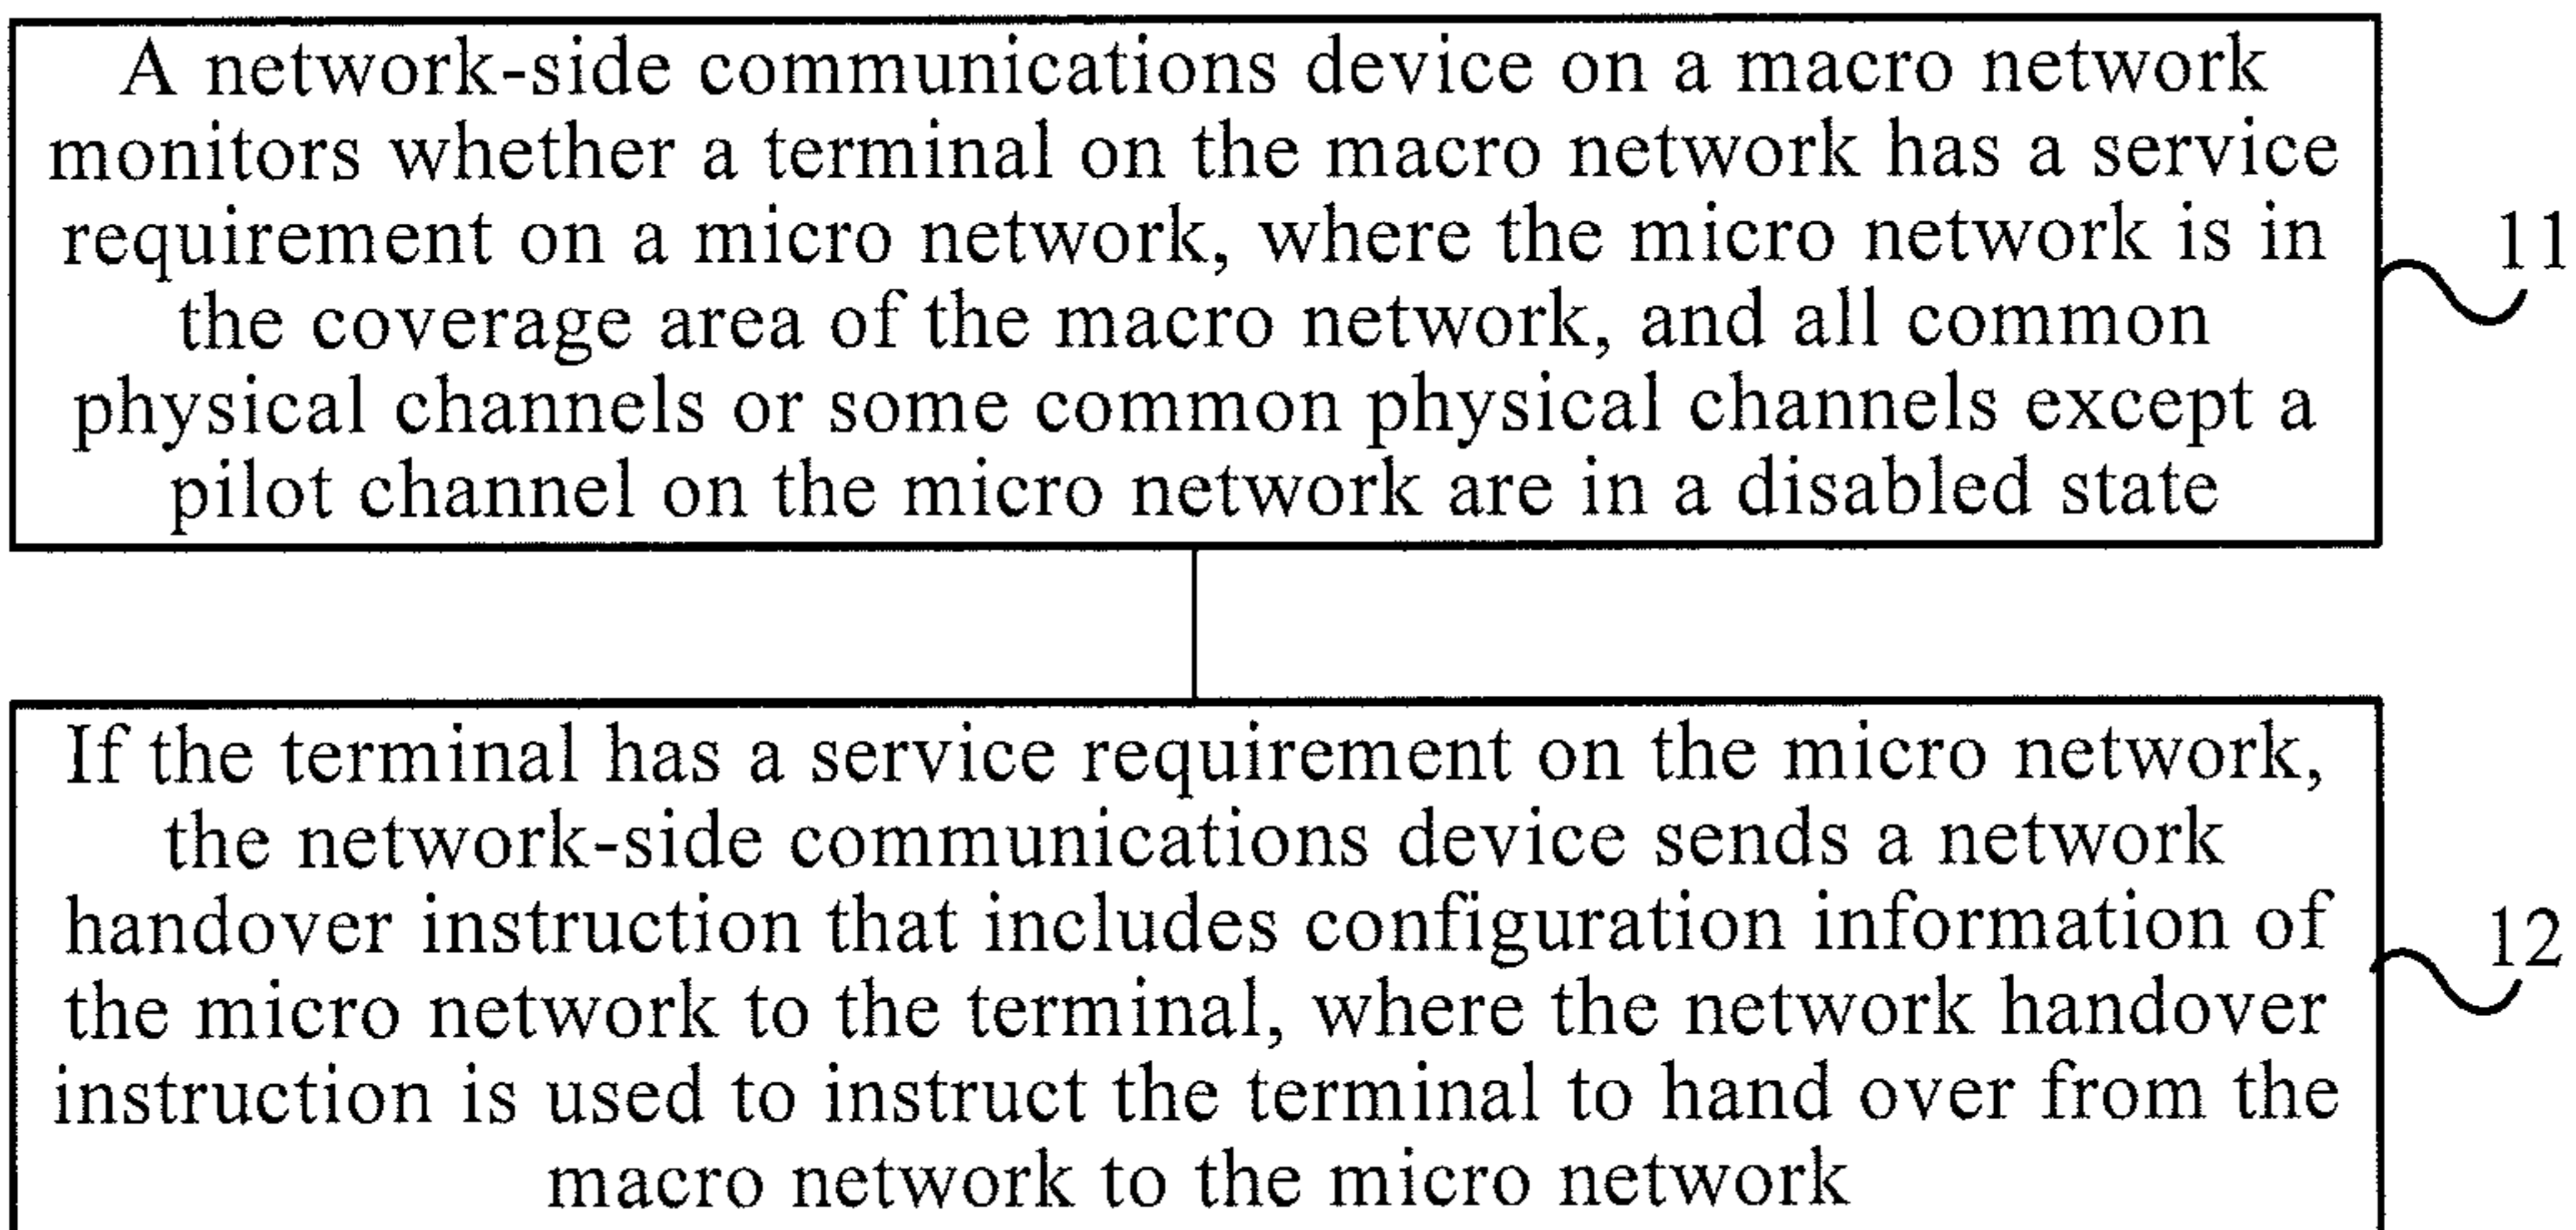 A network-side communications device on a macro network
monitors whether a terminal on the macro network has a service
requirement on a micro network, where the micro network is in
the coverage area of the macro network, and all common
physical channels or some common physical channels except a
pilot channel on the micro network are in a disabled state
11
If the terminal has a service requirement on the micro network,
the network-side communications device sends a network
handover instruction that includes configuration information of
the micro network to the terminal, where the network handover
instruction is used to instruct the terminal to hand over from the
macro network to the micro network
12